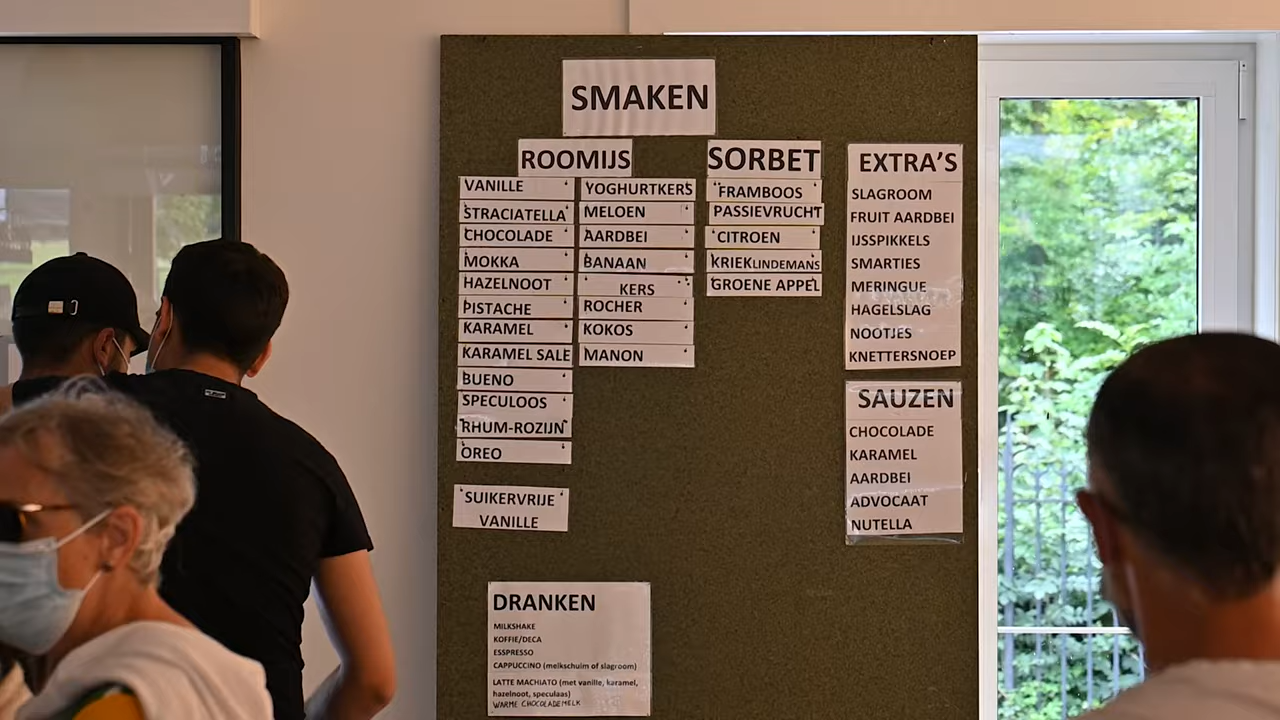 SMAKEN
ROOMIJS
VANILLE
STRACIATELLA
CHOCOLADE
MOKKA
HAZELNOOT
PISTACHE
KARAMEL
KARAMEL SALE
BUENO
SPECULOOS
RHUM-ROZIJN
OREO
SUIKERVRIJE
VANILLE
YOGHURTKERS
MELOEN
AARDBEI
BANAAN
KERS
ROCHER
KOKOS
MANON
SORBET
FRAMBOOS
PASSIEVRUCHT
CITROEN
KRIEK LINDEMANS
GROENE APPEL
EXTRA'S
SLAGROOM
FRUIT AARDBEI
IJSSPIKKELS
SMARTIES
MERINGUE
HAGELSLAG
NOOTJES
KNETTERSNOEP
SAUZEN
CHOCOLADE
KARAMEL
AARDBEI
ADVOCAAT
NUTELLA
DRANKEN
MILKSHAKE
KOFFIE/DECA
ESSPRESSO
CAPPUCINO (melkschuim of slagroom)
LATTE MACHIATO (met vanille, karamel,
hazelnoot, speculaas)
WARME CHOCOLADEMELK